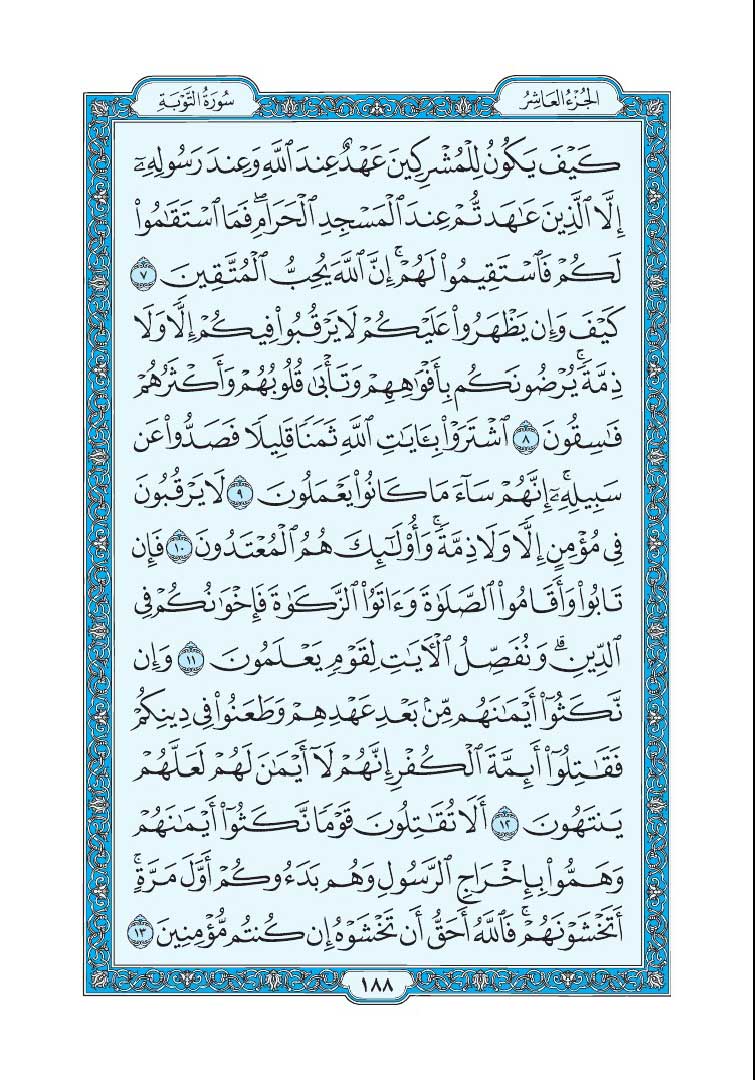 الجُزْءُ العَاشِرُ
سُورَةُ التَّوْبَةِ
كَيْفَ يَكُونُ لِلْمُشْرِكِينَ عَهْدٌ عِندَ ٱللَّهِ وَعِندَ رَسُولِهِۦٓ
إِلَّا ٱلَّذِينَ عَٰهَدتُّمْ عِندَ ٱلْمَسْجِدِ ٱلْحَرَامِۖ فَمَا ٱسْتَقَٰمُوا۟
لَكُمْ فَٱسْتَقِيمُوا۟ لَهُمْۚ إِنَّ ٱللَّهَ يُحِبُّ ٱلْمُتَّقِينَ ٧
كَيْفَ وَإِن يَظْهَرُوا۟ عَلَيْكُمْ لَا يَرْقُبُوا۟ فِيكُمْ إِلًّا وَلَا
ذِمَّةًۚ يُرْضُونَكُم بِأَفْوَٰهِهِمْ وَتَأْبَىٰ قُلُوبُهُمْ وَأَكْثَرُهُمْ
فَٰسِقُونَ ٨ ٱشْتَرَوْا۟ بِـَٔايَٰتِ ٱللَّهِ ثَمَنًا قَلِيلًا فَصَدُّوا۟ عَن
سَبِيلِهِۦٓۚ إِنَّهُمْ سَآءَ مَا كَانُوا۟ يَعْمَلُونَ ٩ لَا يَرْقُبُونَ
فِى مُؤْمِنٍ إِلًّا وَلَا ذِمَّةًۚ وَأُو۟لَٰٓئِكَ هُمُ ٱلْمُعْتَدُونَ ١٠ فَإِن
تَابُوا۟ وَأَقَامُوا۟ ٱلصَّلَوٰةَ وَءَاتَوُا۟ ٱلزَّكَوٰةَ فَإِخْوَٰنُكُمْ فِى
ٱلدِّينِۗ وَنُفَصِّلُ ٱلْـَٔايَٰتِ لِقَوْمٍ يَعْلَمُونَ ١١ وَإِن
نَّكَثُوٓا۟ أَيْمَٰنَهُم مِّنۢ بَعْدِ عَهْدِهِمْ وَطَعَنُوا۟ فِى دِينِكُمْ
فَقَٰتِلُوٓا۟ أَئِمَّةَ ٱلْكُفْرِ إِنَّهُمْ لَآ أَيْمَٰنَ لَهُمْ لَعَلَّهُمْ
يَنتَهُونَ ١٢ أَلَا تُقَٰتِلُونَ قَوْمًا نَّكَثُوٓا۟ أَيْمَٰنَهُمْ
وَهَمُّوا۟ بِإِخْرَاجِ ٱلرَّسُولِ وَهُم بَدَءُوكُمْ أَوَّلَ مَرَّةٍۚ
أَتَخْشَوْنَهُمْۚ فَٱللَّهُ أَحَقُّ أَن تَخْشَوْهُ إِن كُنتُم مُّؤْمِنِينَ ١٣
١٨٨